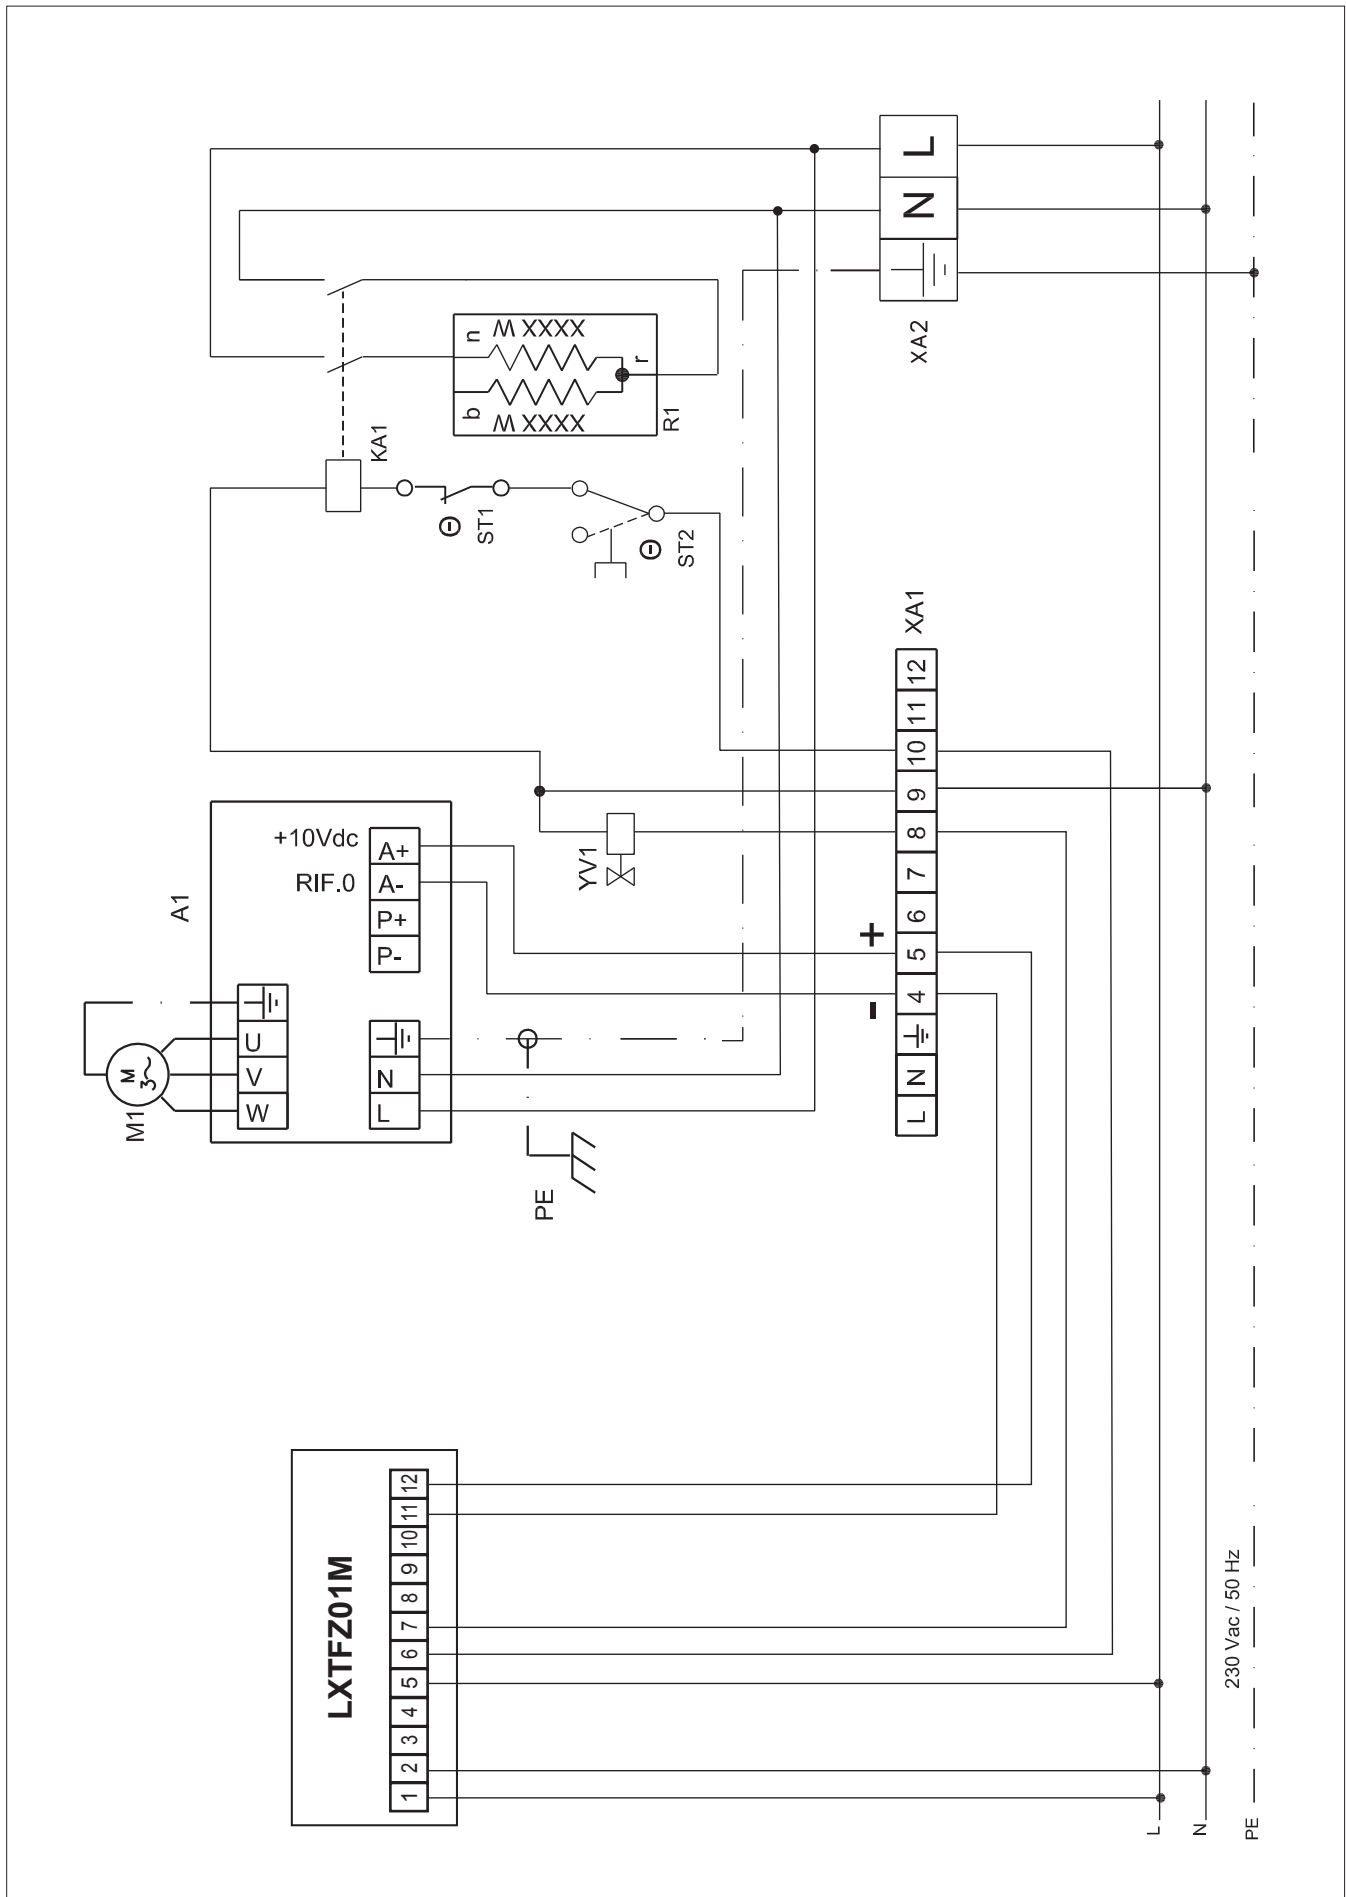 L
N
XA2
n
W XXXX
r
b
W XXXX
R1
KA1
ST1
ST2
XA1
12
11
10
9
8
7
6
5
4
N
L
+
-
A1
+10Vdc
A+
RIF.0
A-
P+
P-
YV1
U
V
W
N
L
M
3~
M1
PE
LXTFZ01M
12
11
10
9
8
7
6
5
4
3
2
1
230 Vac / 50 Hz
L
N
PE